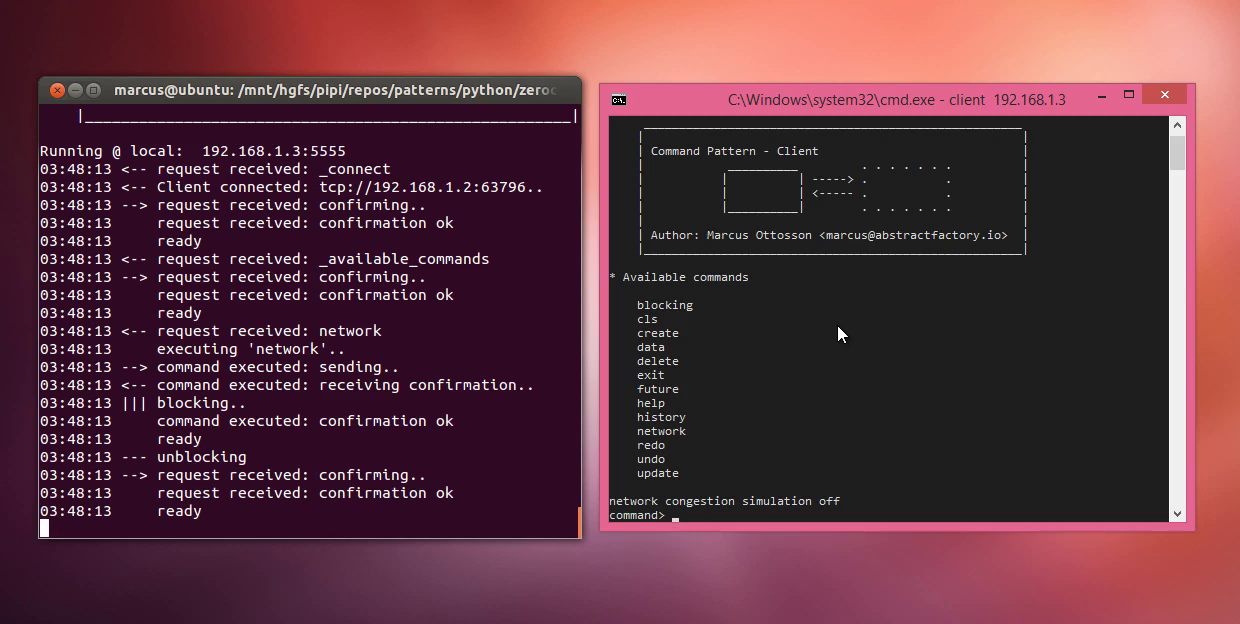 marcus@ubuntu: /mnt/hgfs/pipi/repos/patterns/python/zeroc
Running @ local:  192.168.1.3:5555
03:48:13 <-- request received: _connect
03:48:13 <-- Client connected: tcp://192.168.1.2:63796..
03:48:13 --> request received: confirming..
03:48:13     request received: confirmation ok
03:48:13     ready
03:48:13 <-- request received: _available_commands
03:48:13 --> request received: confirming..
03:48:13     request received: confirmation ok
03:48:13     ready
03:48:13 <-- request received: network
03:48:13     executing 'network'..
03:48:13 --> command executed: sending..
03:48:13 <-- command executed: receiving confirmation..
03:48:13 ||| blocking..
03:48:13     command executed: confirmation ok
03:48:13     ready
03:48:13 --- unblocking
03:48:13 --> request received: confirming..
03:48:13     request received: confirmation ok
03:48:13     ready
C:\Windows\system32\cmd.exe - client  192.168.1.3
Command Pattern - Client
----->
<-----
Author: Marcus Ottosson <marcus@abstractfactory.io>
* Available commands
blocking
cls
create
data
delete
exit
future
help
history
network
redo
undo
update
network congestion simulation off
command>